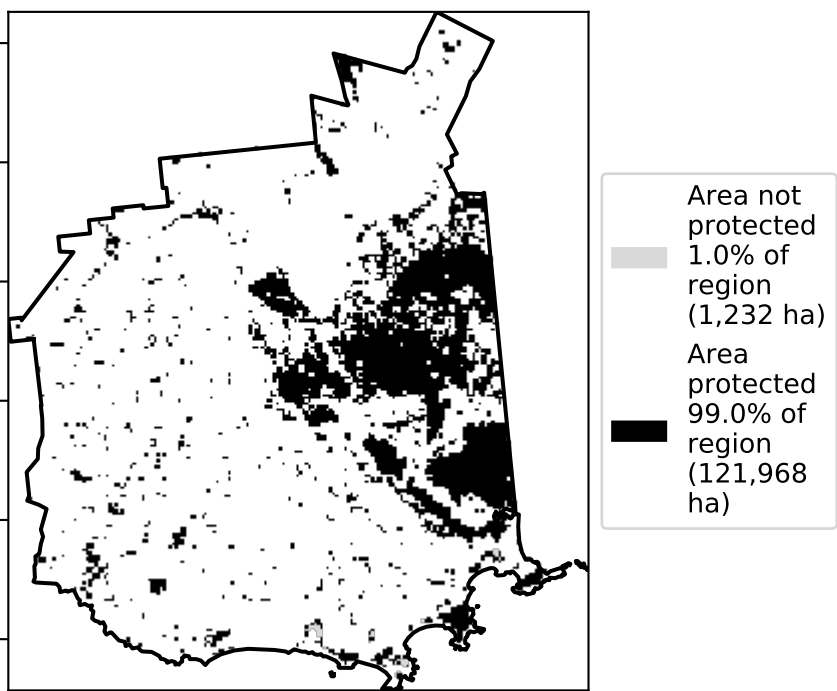 Area not
protected
1.0% of
region
(1,232 ha)
Area
protected
99.0% of
region
(121,968
ha)